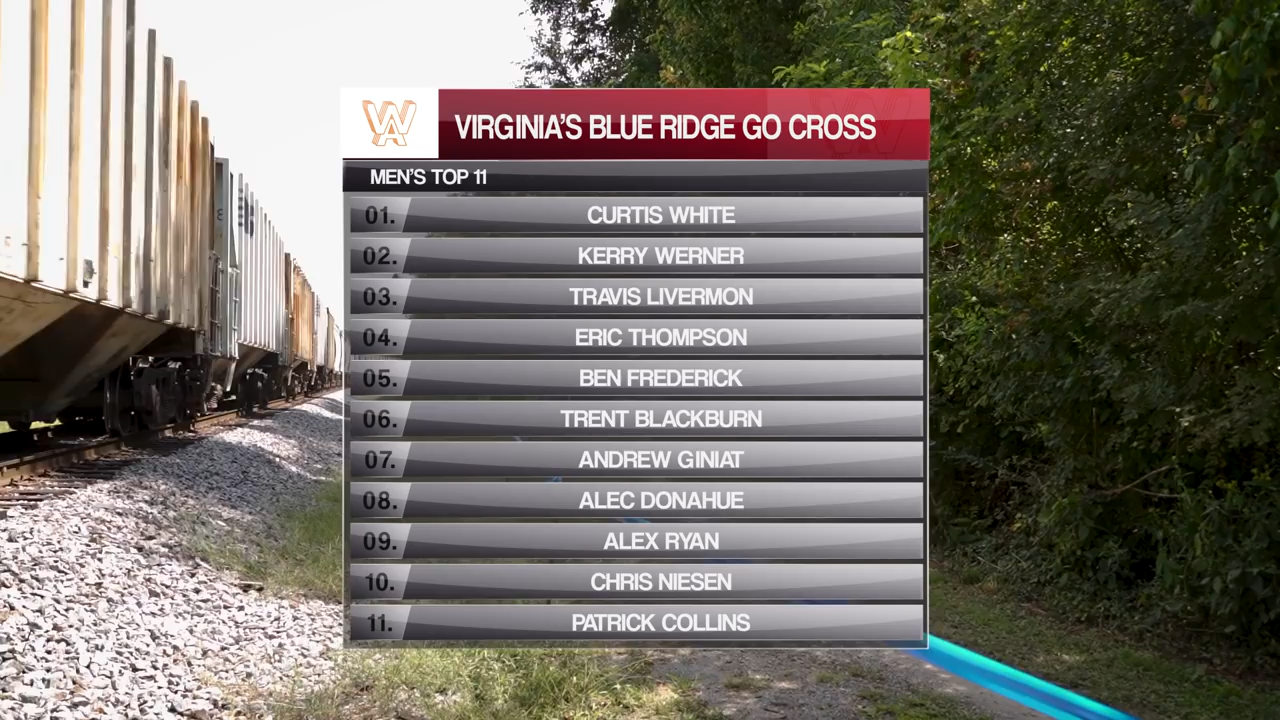 WA
VIRGINIA'S BLUE RIDGE GO CROSS
MEN'S TOP 11
01. CURTIS WHITE
02. KERRY WERNER
03. TRAVIS LIVERMON
04. ERIC THOMPSON
05. BEN FREDERICK
06. TRENT BLACKBURN
07. ANDREW GINIAT
08. ALEC DONAHUE
09. ALEX RYAN
10. CHRIS NIESEN
11. PATRICK COLLINS